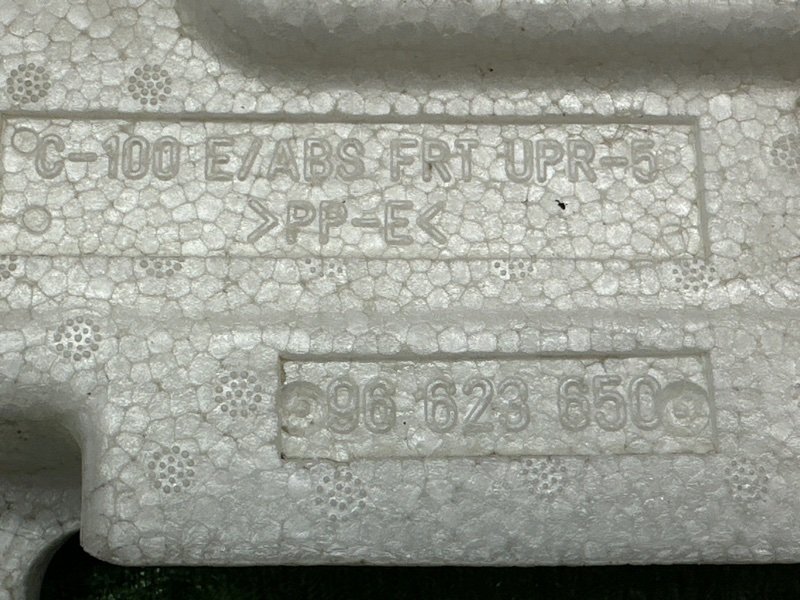 C-100 E/ABS FRT UPR-5
>PP-E<
96 623 650